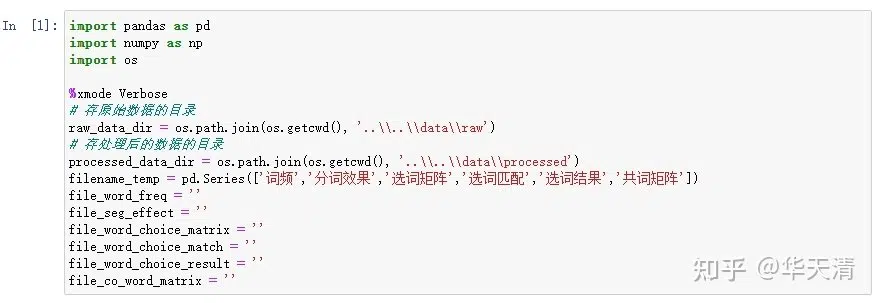 In [1]: import pandas as pd
import numpy as np
import os
%xmode Verbose
# 存原始数据的目录
raw_data_dir = os.path.join(os.getcwd(), '..\\..\\data\\raw')
# 存处理后的数据的目录
processed_data_dir = os.path.join(os.getcwd(), '..\\..\\data\\processed')
filename_temp = pd.Series(['词频','分词效果','选词矩阵','选词匹配','选词结果','共词矩阵'])
file_word_freq = ''
file_seg_effect = ''
file_word_choice_matrix = ''
file_word_choice_match = ''
file_word_choice_result = ''
file_co_word_matrix = ''
知乎 @华天清